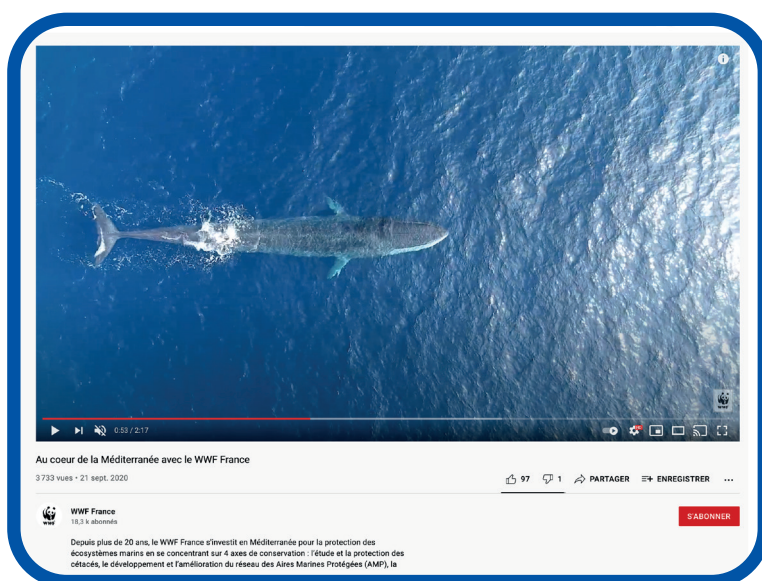 WWF
0:53 / 2:17
Au coeur de la Méditerranée avec le WWF France
3 733 vues • 21 sept. 2020
97 1 PARTAGER ENREGISTRER ...
WWF
WWF France
18,3 k abonnés
S'ABONNER
Depuis plus de 20 ans, le WWF France s'investit en Méditerranée pour la protection des
écosystèmes marins en se concentrant sur 4 axes de conservation : l'étude et la protection des
cétacés, le développement et l'amélioration du réseau des Aires Marines Protégées (AMP), la